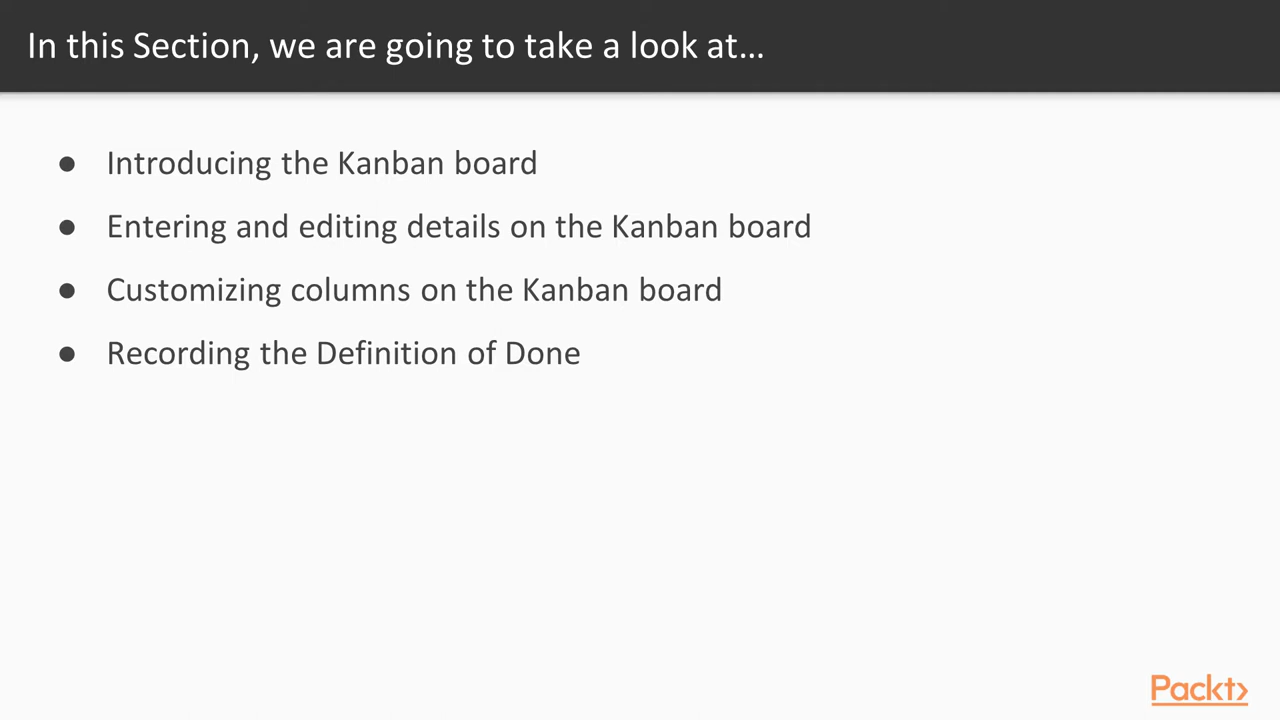 In this Section, we are going to take a look at...
● Introducing the Kanban board
● Entering and editing details on the Kanban board
● Customizing columns on the Kanban board
● Recording the Definition of Done
Packt>